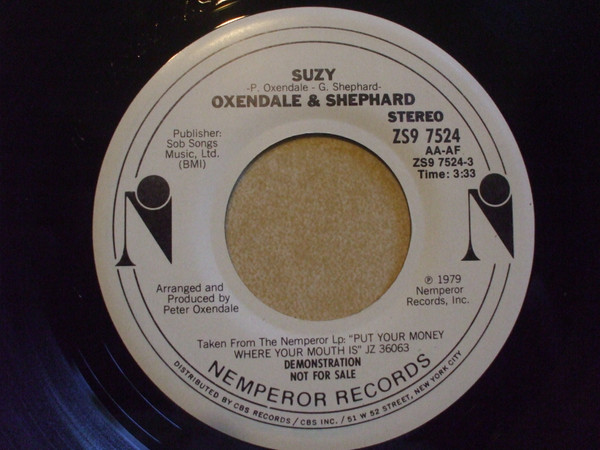 SUZY
-P. Oxendale - G. Shephard-
OXENDALE & SHEPHARD
STEREO
ZS9 7524
AA-AF
ZS9 7524-3
Time: 3:33
Publisher:
Sob Songs
Music, Ltd.
(BMI)
Arranged and
Produced by
Peter Oxendale
℗ 1979
Nemperor
Records, Inc.
Taken From The Nemperor Lp: "PUT YOUR MONEY
WHERE YOUR MOUTH IS" JZ 36063
DEMONSTRATION
NOT FOR SALE
NEMPEROR RECORDS
DISTRIBUTED BY CBS RECORDS / CBS INC. / 51 W 52 STREET, NEW YORK CITY